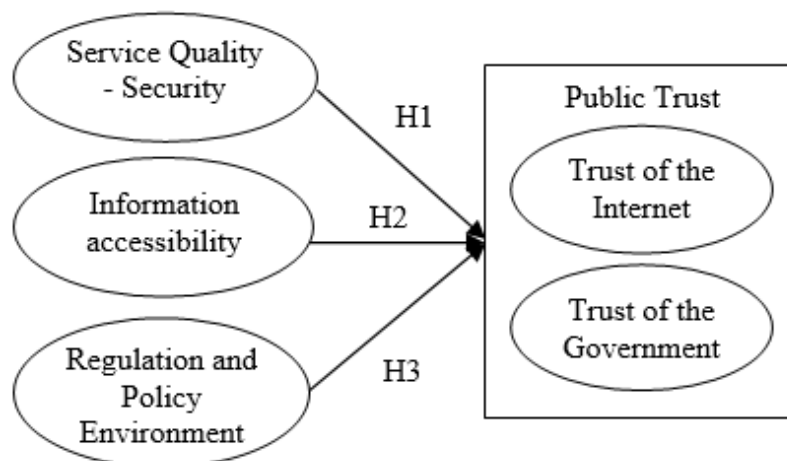 Service Quality
- Security
H1
Information
accessibility
H2
Regulation and
Policy
Environment
H3
Public Trust
Trust of the
Internet
Trust of the
Government